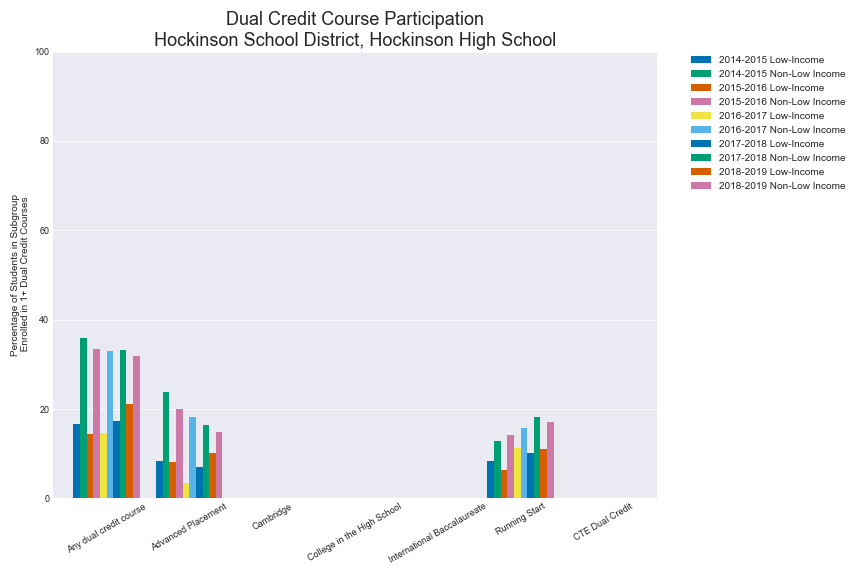 Dual Credit Course Participation
Hockinson School District, Hockinson High School
Percentage of Students in Subgroup
Enrolled in 1+ Dual Credit Courses
100
80
60
40
20
0
Any dual credit course
Advanced Placement
Cambridge
College in the High School
International Baccalaureate
Running Start
CTE Dual Credit
2014-2015 Low-Income
2014-2015 Non-Low Income
2015-2016 Low-Income
2015-2016 Non-Low Income
2016-2017 Low-Income
2016-2017 Non-Low Income
2017-2018 Low-Income
2017-2018 Non-Low Income
2018-2019 Low-Income
2018-2019 Non-Low Income